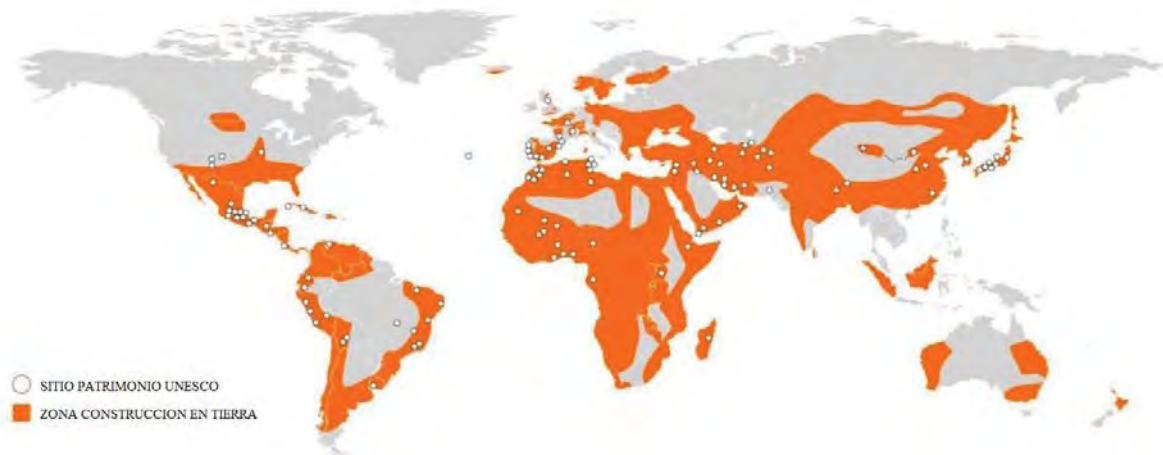 SITIO PATRIMONIO UNESCO
ZONA CONSTRUCCION EN TIERRA